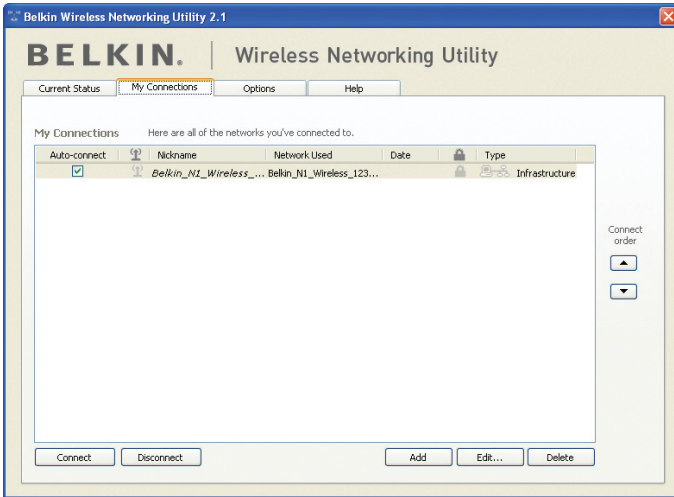 Belkin Wireless Networking Utility 2.1
BELKIN. | Wireless Networking Utility
Current Status My Connections Options Help
My Connections Here are all of the networks you've connected to.
Auto-connect Nickname Network Used Date Type
Belkin_N1_Wireless_... Belkin_N1_Wireless_123... Infrastructure
Connect
order
Connect Disconnect Add Edit... Delete